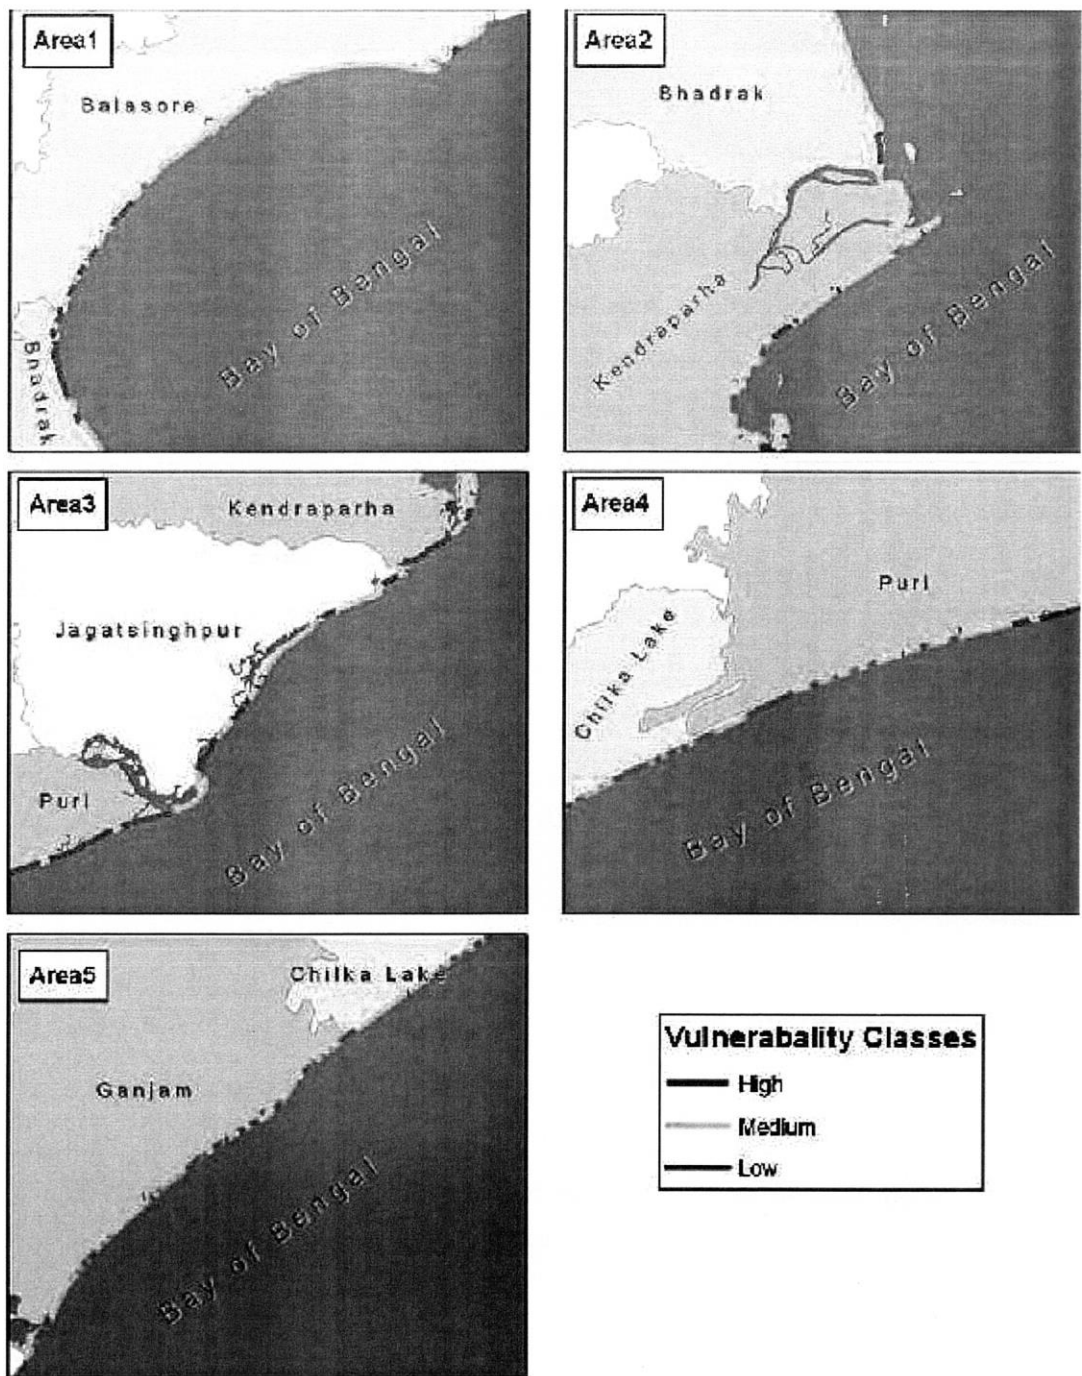 Area1
Balasore
Bhadrak
Bay of Bengal
Area2
Bhadrak
Kendraparha
Bay of Bengal
Area3
Kendraparha
Jagatsinghpur
Puri
Bay of Bengal
Area4
Puri
Chilka Lake
Bay of Bengal
Area5
Chilka Lake
Ganjam
Bay of Bengal
Vulnerabality Classes
High
Medium
Low